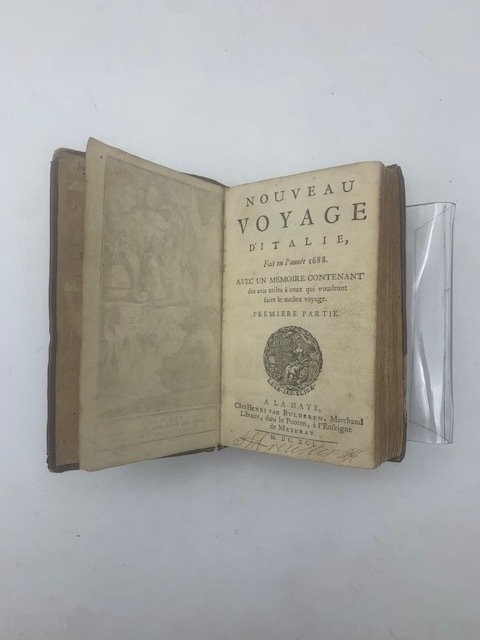 NOUVEAU
VOYAGE
D'ITALIE,
Fait en l'année 1688.
AVEC UN MEMOIRE CONTENANT
des avis utiles à ceux qui voudront
faire le mesme voyage.
PREMIERE PARTIE.
A LA HAYE,
Chez HENRI VAN BULDEREN, Marchand
Libraire, dans le Pooten, à l'Enseigne
de MEZERAY.
M. DC. XCI.